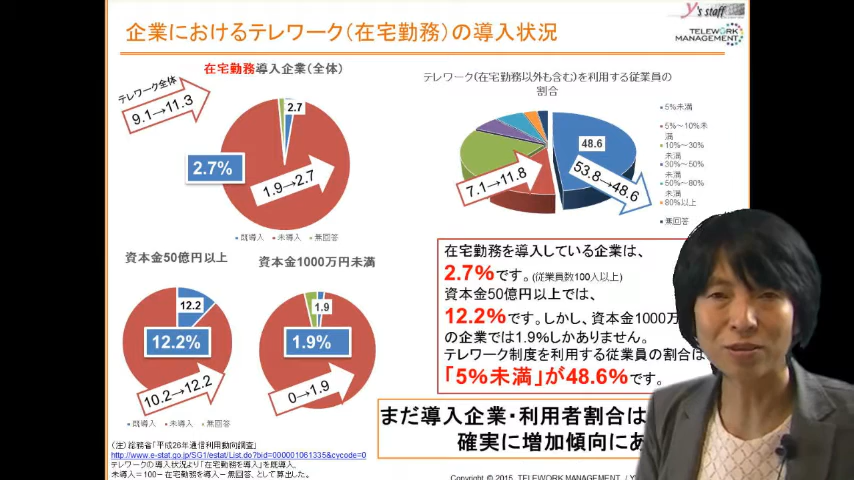 y's staff
企業におけるテレワーク(在宅勤務)の導入状況
TELEWORK
MANAGEMENT
在宅勤務導入企業(全体)
テレワーク全体
9.1→11.3
2.7
2.7%
1.9→2.7
・既導入 ・未導入 ・無回答
テレワーク(在宅勤務以外も含む)を利用する従業員の
割合
48.6
7.1→11.8
53.8→48.6
・5%未満
・5%～10%未
満
・10%～30%
未満
・30%～50%
未満
・50%～80%
未満
・80%以上
・無回答
資本金50億円以上
12.2
12.2%
10.2→12.2
・既導入 ・未導入 ・無回答
資本金1000万円未満
1.9
1.9%
0→1.9
在宅勤務を導入している企業は、
2.7%です。(従業員数100人以上)
資本金50億円以上では、
12.2%です。しかし、資本金1000万
の企業では1.9%しかありません。
テレワーク制度を利用する従業員の割合は
「5%未満」が48.6%です。
まだ導入企業・利用者割合は
確実に増加傾向にあ
(注)総務省「平成26年通信利用動向調査」
http://www.e-stat.go.jp/SG1/estat/List.do?bid=000001061335&cycode=0
テレワークの導入状況より「在宅勤務を導入」を既導入、
未導入=100-在宅勤務を導入-無回答、として算出した。
Copyright © 2015 TELEWORK MANAGEMENT / Y